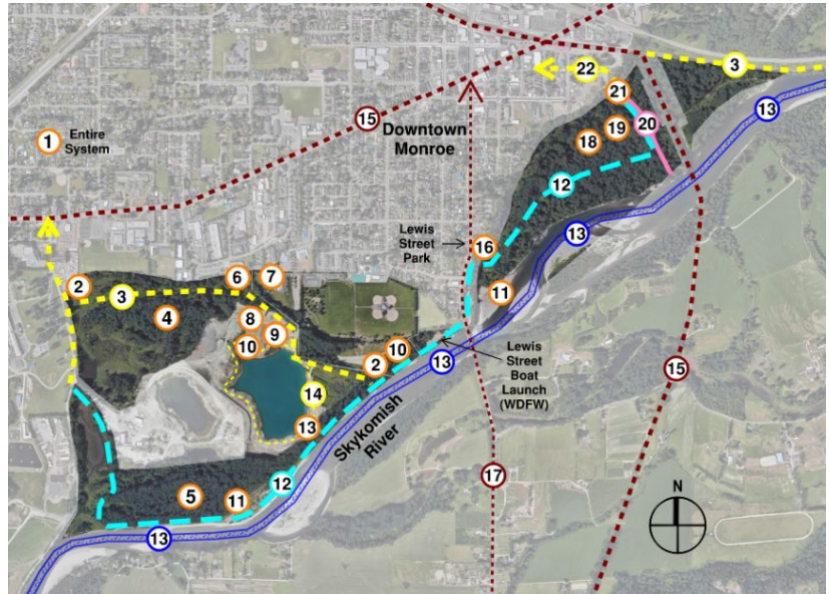 3
22
13
21
15
20
Downtown
Monroe
19
18
1
Entire
System
12
13
Lewis
Street
Park
16
6
7
2
3
11
4
8
9
10
10
2
13
Lewis
Street
Boat
Launch
(WDFW)
15
14
13
Skykomish
River
17
N
12
5
11
13